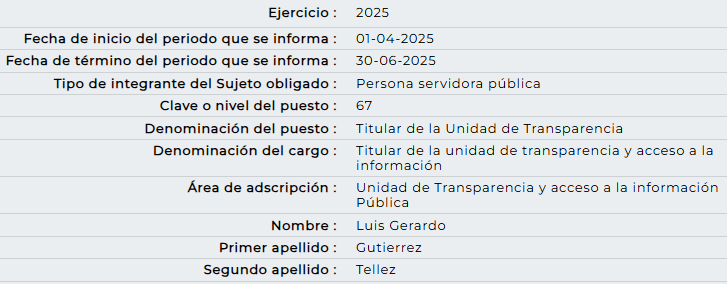 Ejercicio : 2025
Fecha de inicio del periodo que se informa : 01-04-2025
Fecha de término del periodo que se informa : 30-06-2025
Tipo de integrante del Sujeto obligado : Persona servidora pública
Clave o nivel del puesto : 67
Denominación del puesto : Titular de la Unidad de Transparencia
Denominación del cargo : Titular de la unidad de transparencia y acceso a la
información
Área de adscripción : Unidad de Transparencia y acceso a la información
Pública
Nombre : Luis Gerardo
Primer apellido : Gutierrez
Segundo apellido : Tellez